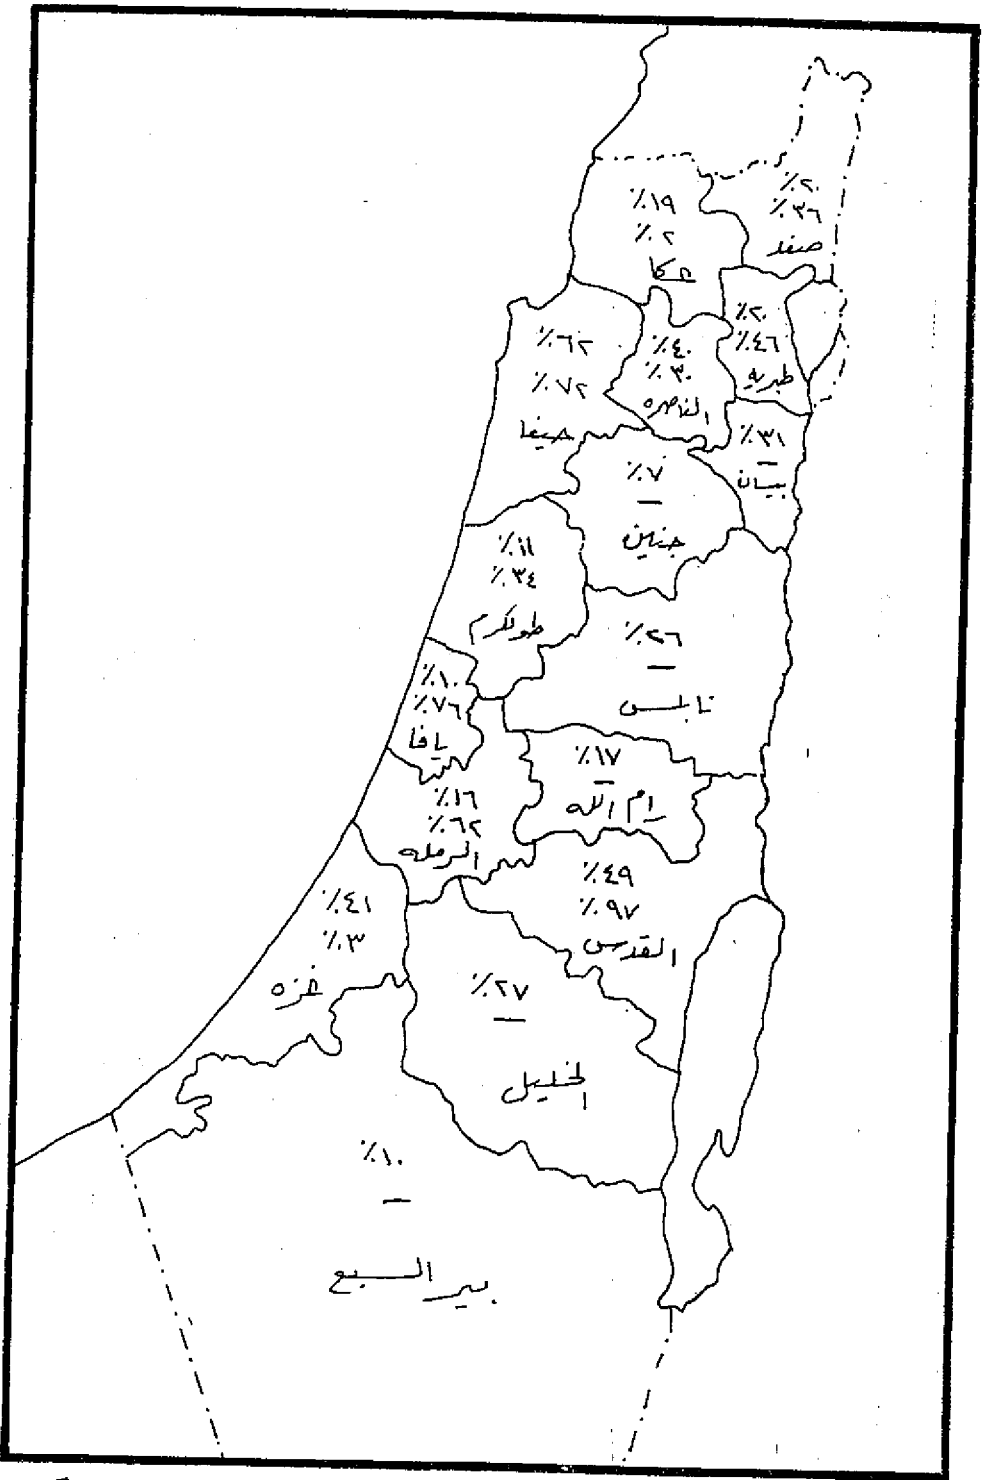 ٪٢٠
٪٣٦
صفد
٪١٩
٪٢
عكا
٪٢٠
٪٤٦
طبريه
٪٤٠
٪٣٠
الناصره
٪٦٢
٪٧٢
حيفا
٪٣١
—
بيسان
٪٧
—
جنين
٪١١
٪٣٤
طولكرم
٪٢٦
—
نابلس
٪١٠
٪٧٦
يافا
٪١٧
—
رام الله
٪١٦
٪٦٢
الرمله
٪٤٩
٪٩٧
القدس
٪٤١
٪٣
غزه
٪٢٧
—
الخليل
٪١٠
—
بير السبع